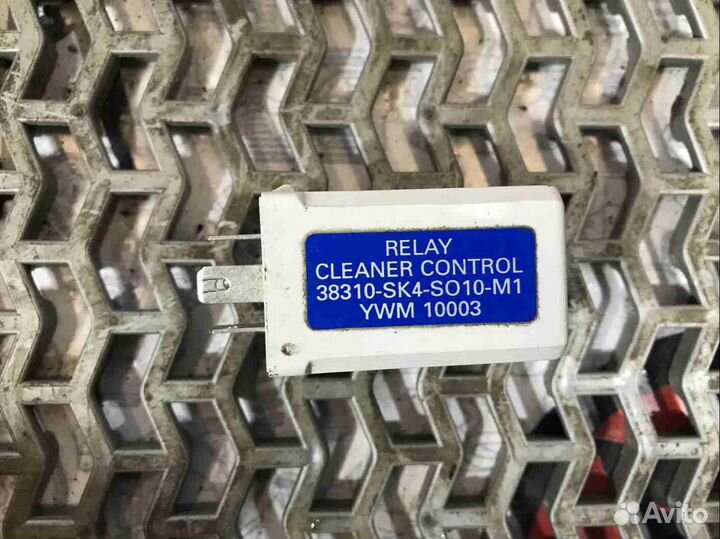 RELAY
CLEANER CONTROL
38310-SK4-SO10-M1
YWM 10003
Avito